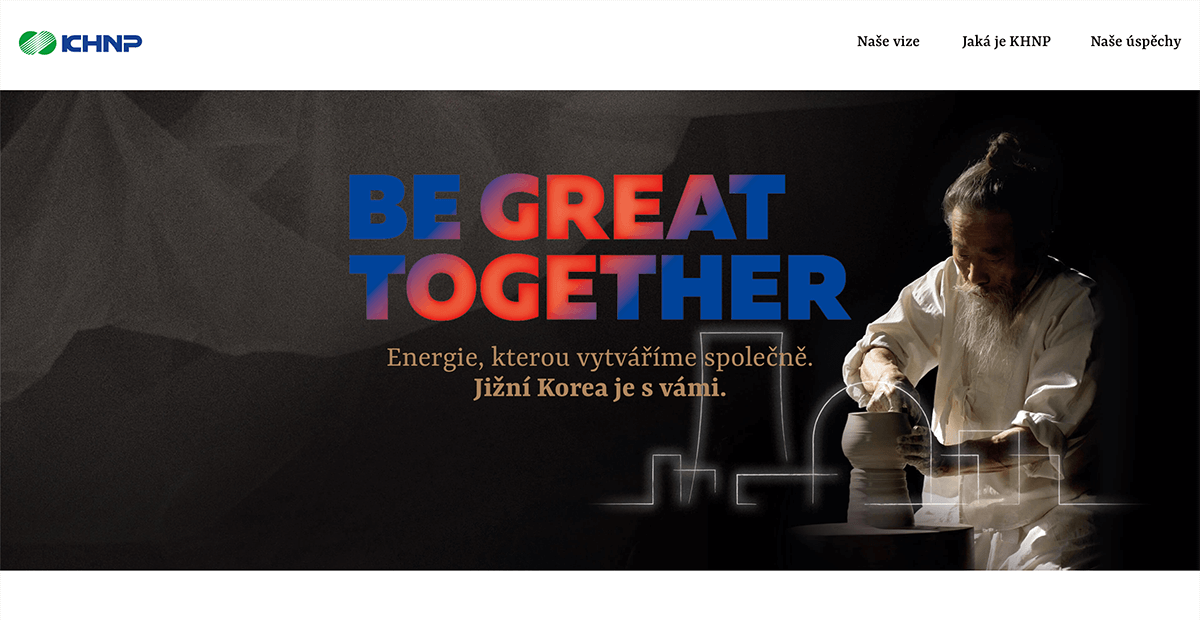 KHNP
Naše vize
Jaká je KHNP
Naše úspěchy
BE GREAT
TOGETHER
Energie, kterou vytváříme společně.
Jižní Korea je s vámi.